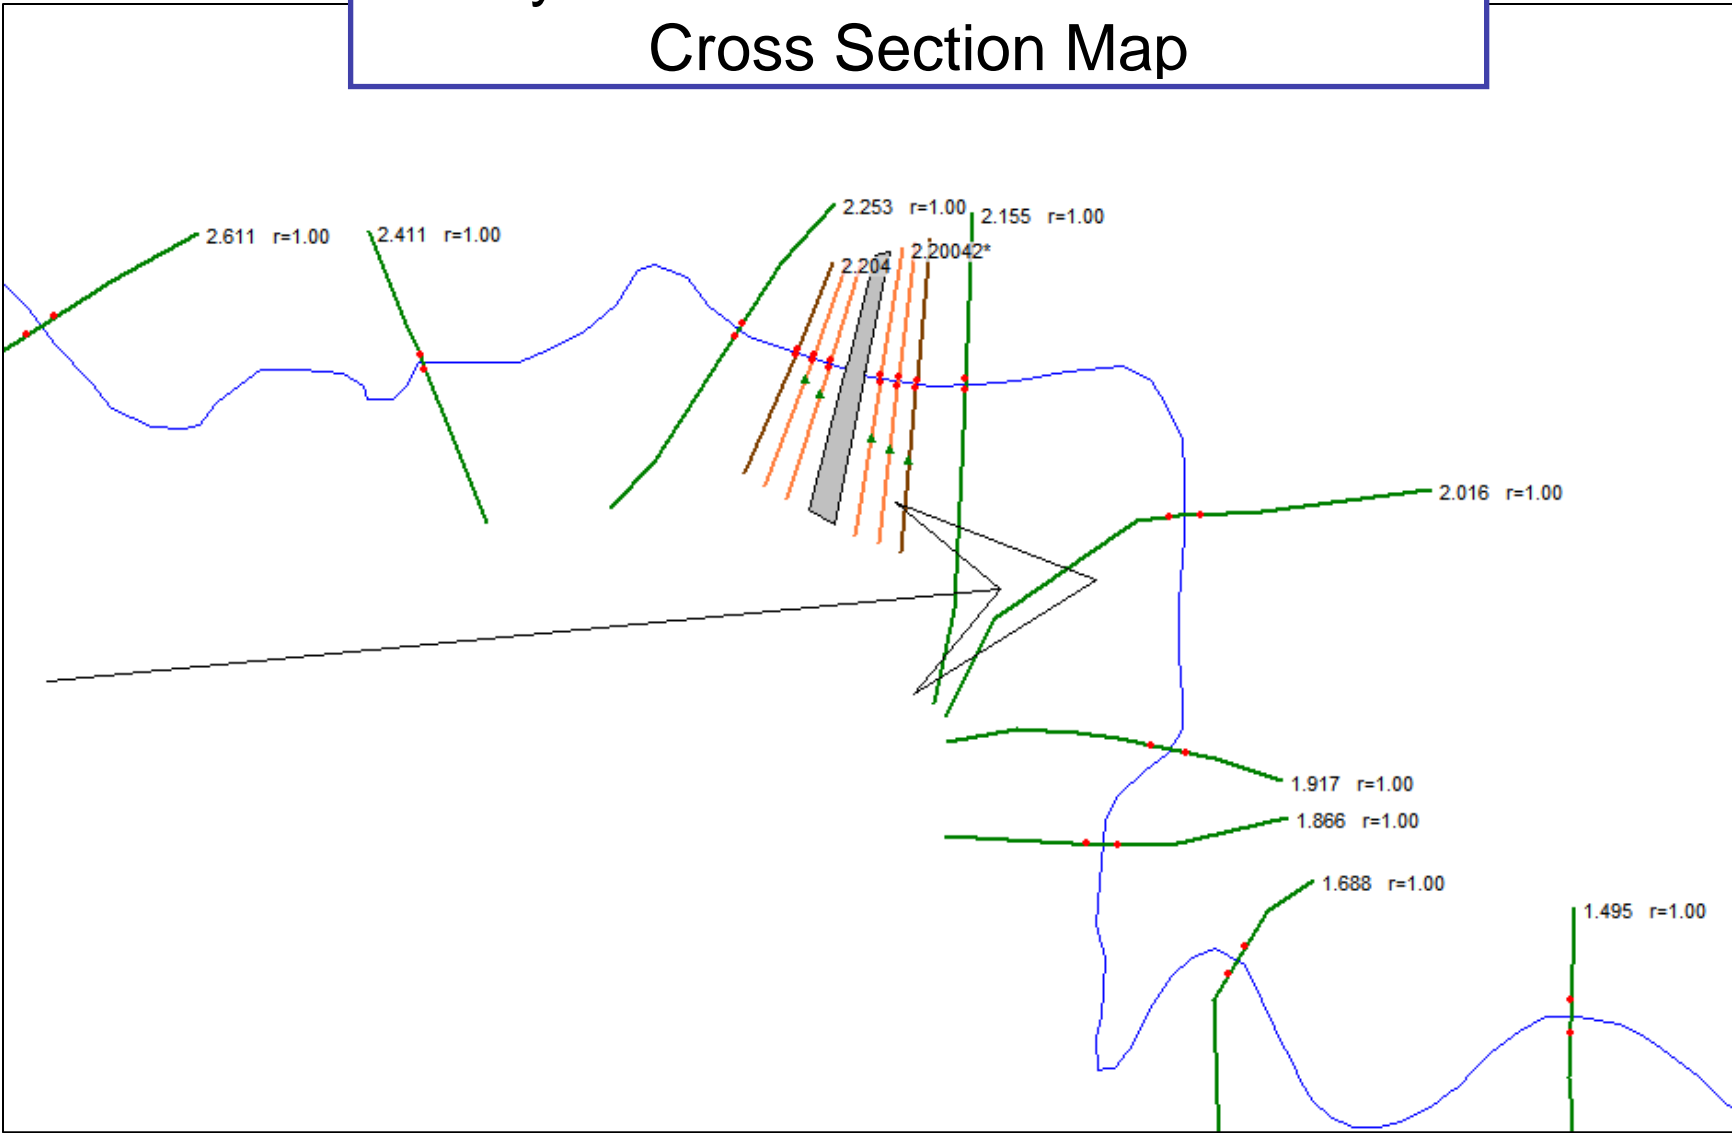 Cross Section Map
2.253 r=1.00
2.155 r=1.00
2.611 r=1.00
2.411 r=1.00
2.20042*
2.204
2.016 r=1.00
1.917 r=1.00
1.866 r=1.00
1.688 r=1.00
1.495 r=1.00